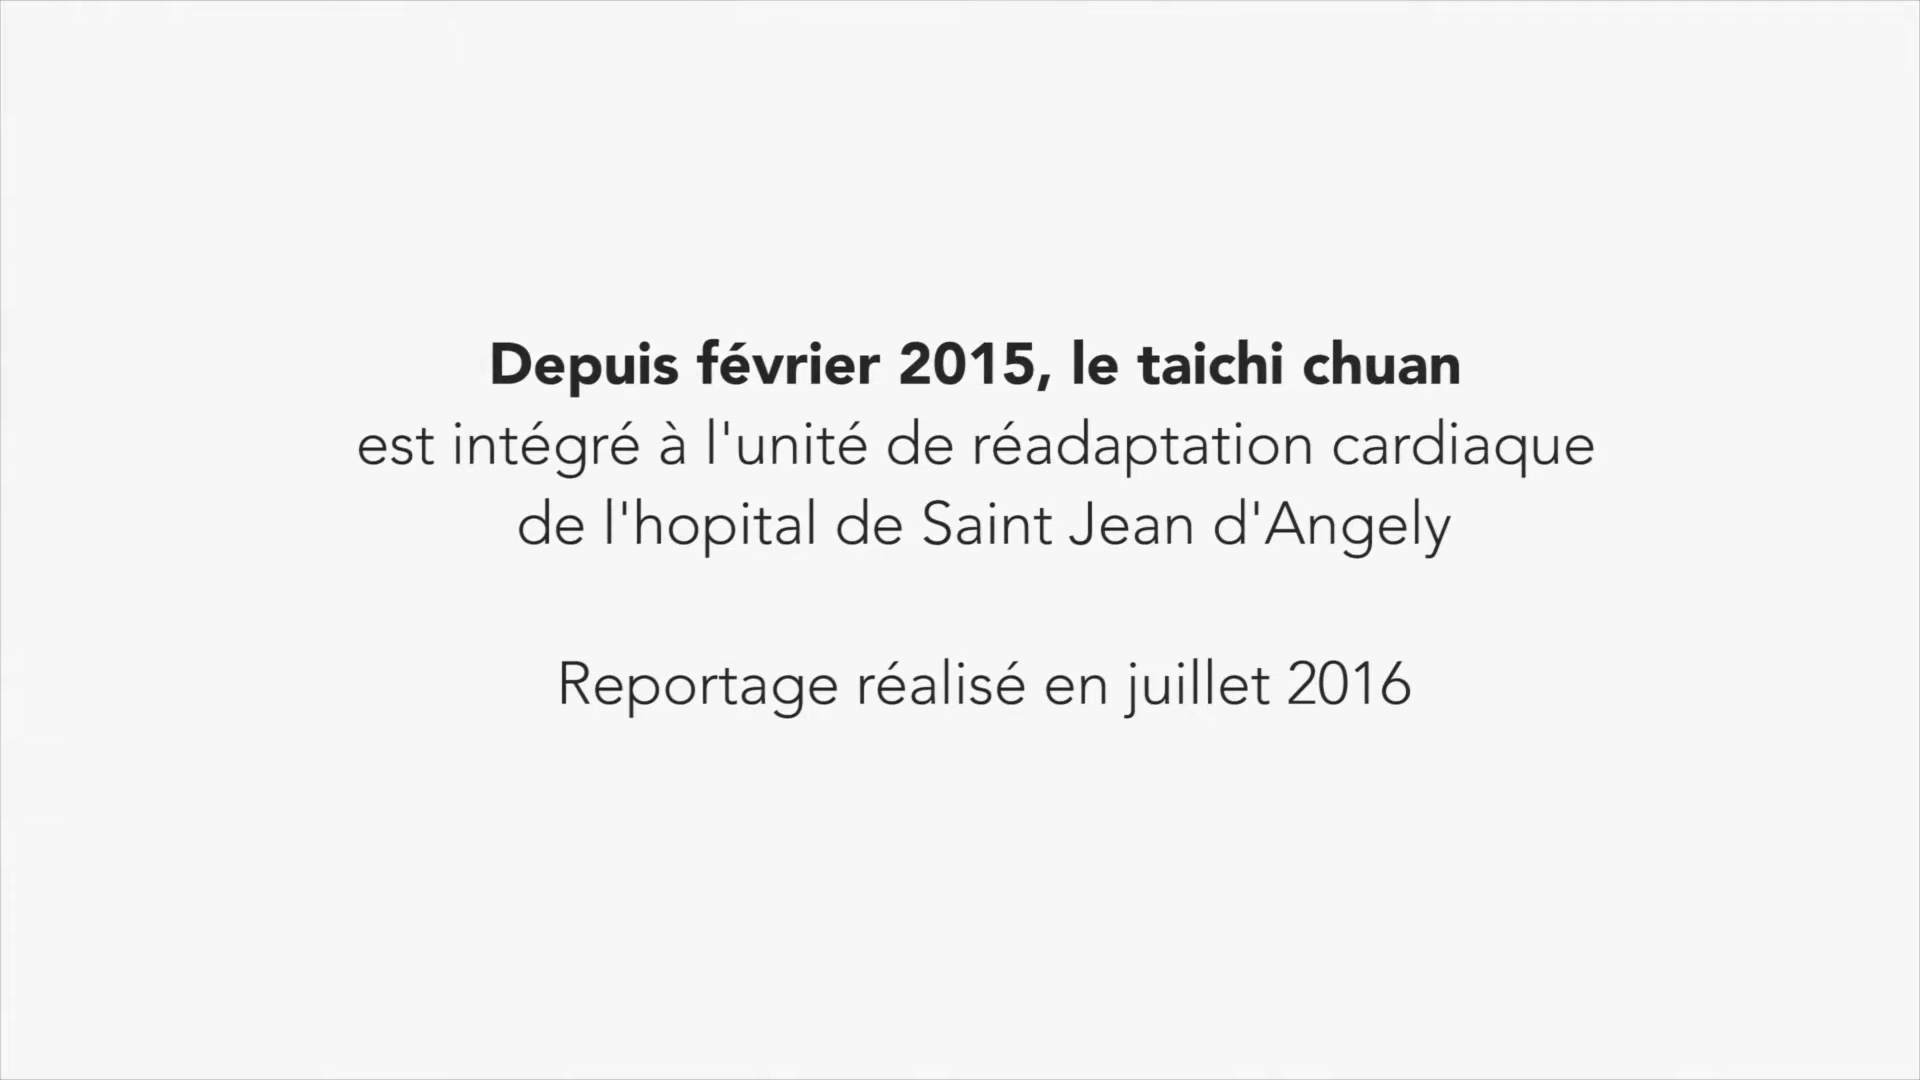 Depuis février 2015, le taichi chuan
est intégré à l'unité de réadaptation cardiaque
de l'hopital de Saint Jean d'Angely
Reportage réalisé en juillet 2016